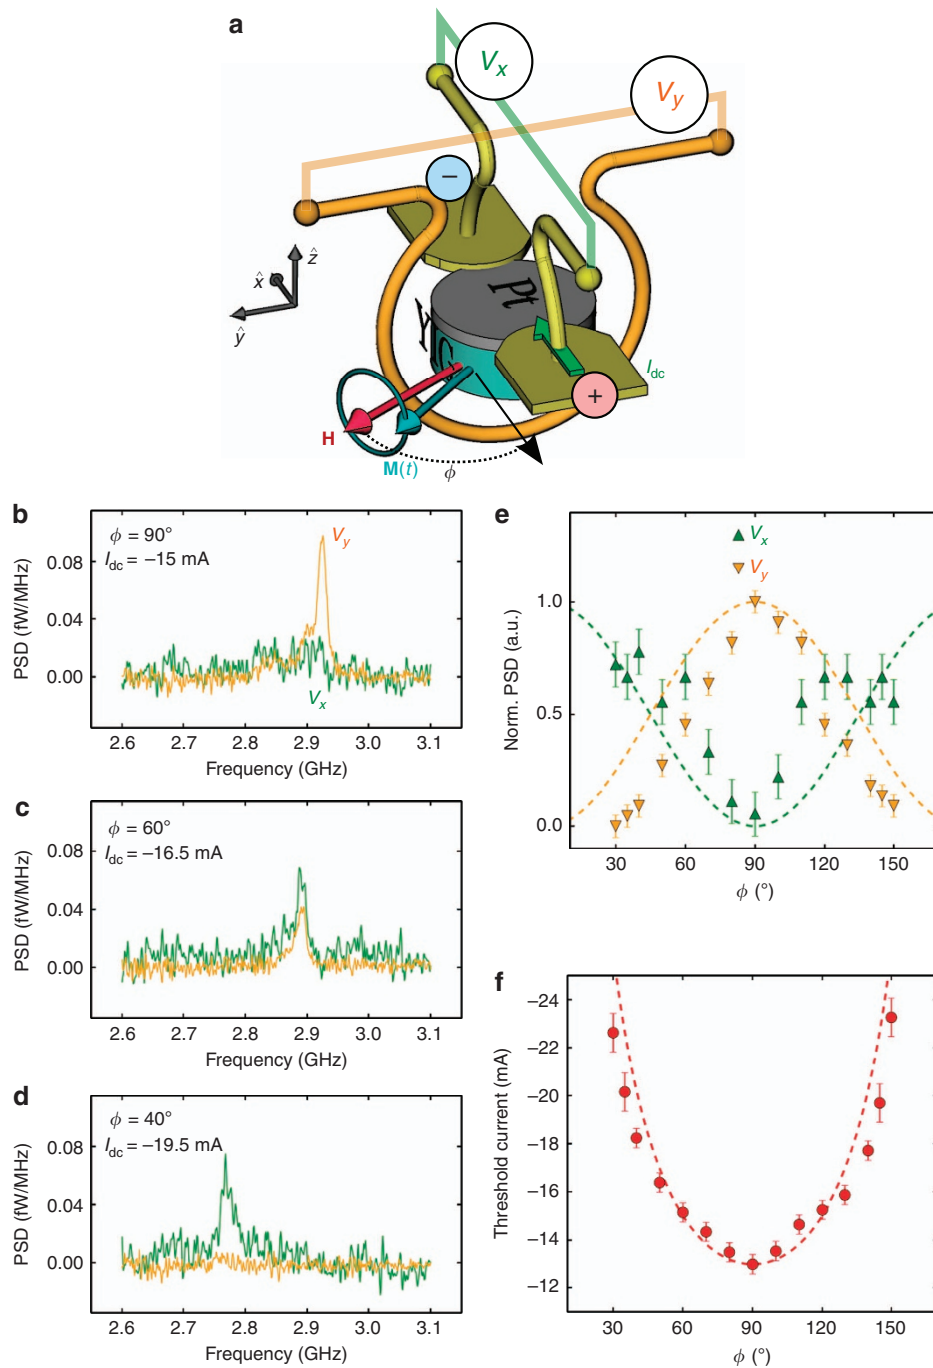 a
Vx
Vy
−
ẑ
x̂
ŷ
Pt
YIG
Idc
+
H
M(t)
ϕ
b
ϕ = 90°
Idc = −15 mA
Vy
Vx
PSD (fW/MHz)
0.08
0.04
0.00
2.6 2.7 2.8 2.9 3.0 3.1
Frequency (GHz)
c
ϕ = 60°
Idc = −16.5 mA
PSD (fW/MHz)
0.08
0.04
0.00
2.6 2.7 2.8 2.9 3.0 3.1
Frequency (GHz)
d
ϕ = 40°
Idc = −19.5 mA
PSD (fW/MHz)
0.08
0.04
0.00
2.6 2.7 2.8 2.9 3.0 3.1
Frequency (GHz)
e
Vx
Vy
Norm. PSD (a.u.)
1.0
0.5
0.0
30 60 90 120 150
ϕ (°)
f
Threshold current (mA)
−24
−22
−20
−18
−16
−14
−12
30 60 90 120 150
ϕ (°)